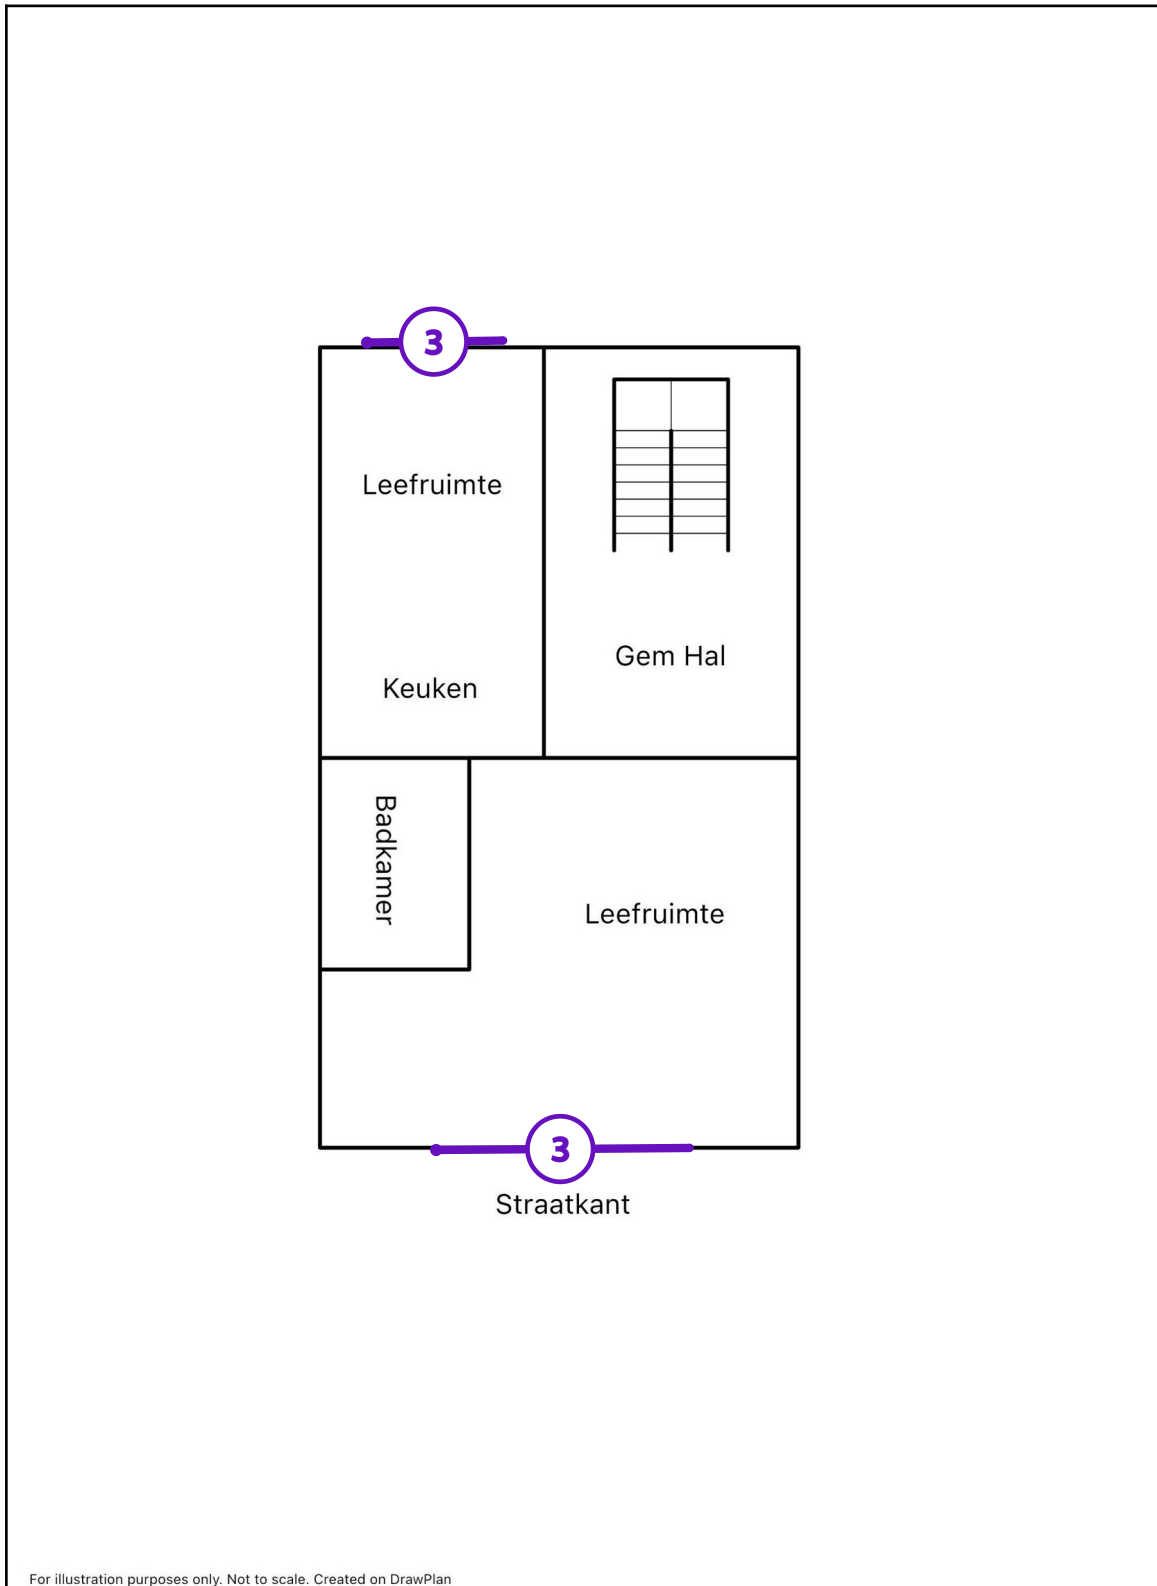 3
Leefruimte
Gem Hal
Keuken
Badkamer
Leefruimte
3
Straatkant
For illustration purposes only. Not to scale. Created on DrawPlan